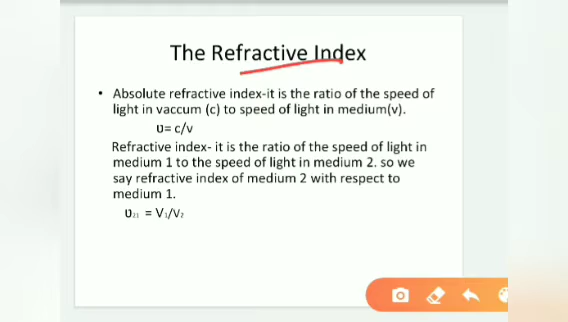 The Refractive Index
• Absolute refractive index-it is the ratio of the speed of
light in vaccum (c) to speed of light in medium(v).
υ= c/v
Refractive index- it is the ratio of the speed of light in
medium 1 to the speed of light in medium 2. so we
say refractive index of medium 2 with respect to
medium 1.
υ₂₁ = V₁/V₂